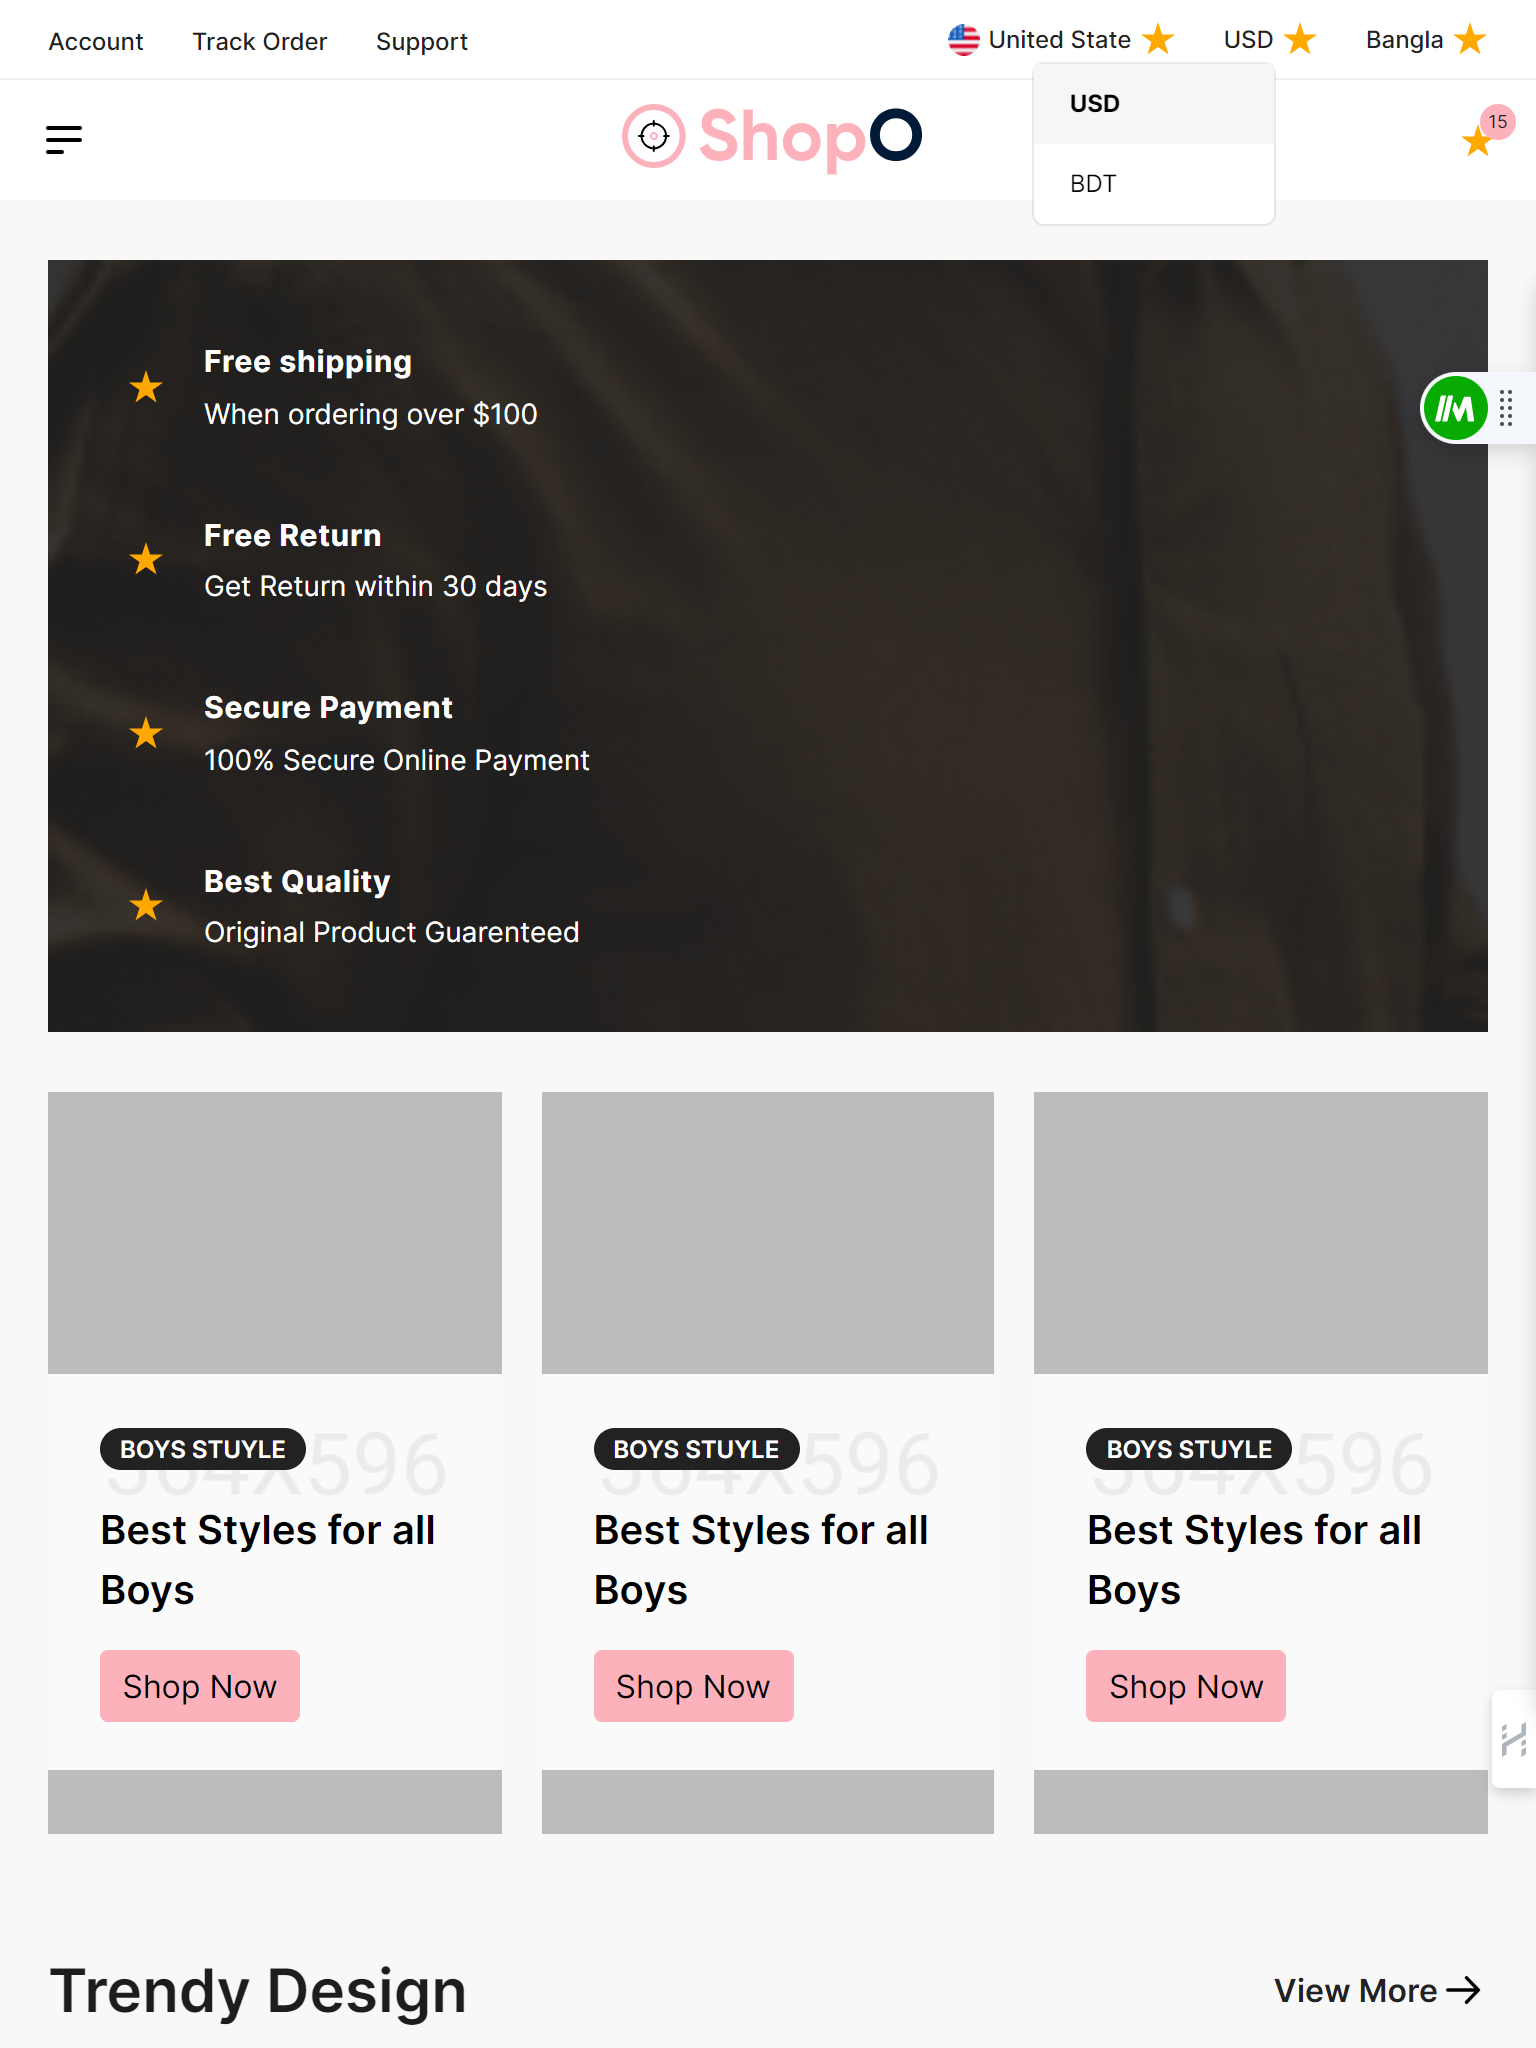 Account Track Order Support United State USD Bangla
USD
BDT
ShopO
15
Free shipping
When ordering over $100
Free Return
Get Return within 30 days
Secure Payment
100% Secure Online Payment
Best Quality
Original Product Guarenteed
BOYS STUYLE
596
Best Styles for all
Boys
Shop Now
BOYS STUYLE
596
Best Styles for all
Boys
Shop Now
BOYS STUYLE
596
Best Styles for all
Boys
Shop Now
Trendy Design
View More